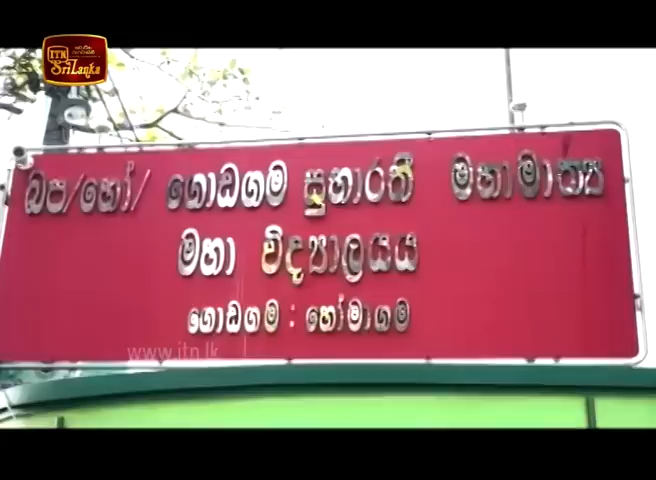 ITN
SriLanka
බප/හෝ/ ගොඩගම සුභාරතී මහාමාත්‍ය
මහා විද්‍යාලයය
ගොඩගම : හෝමාගම
www.itn.lk